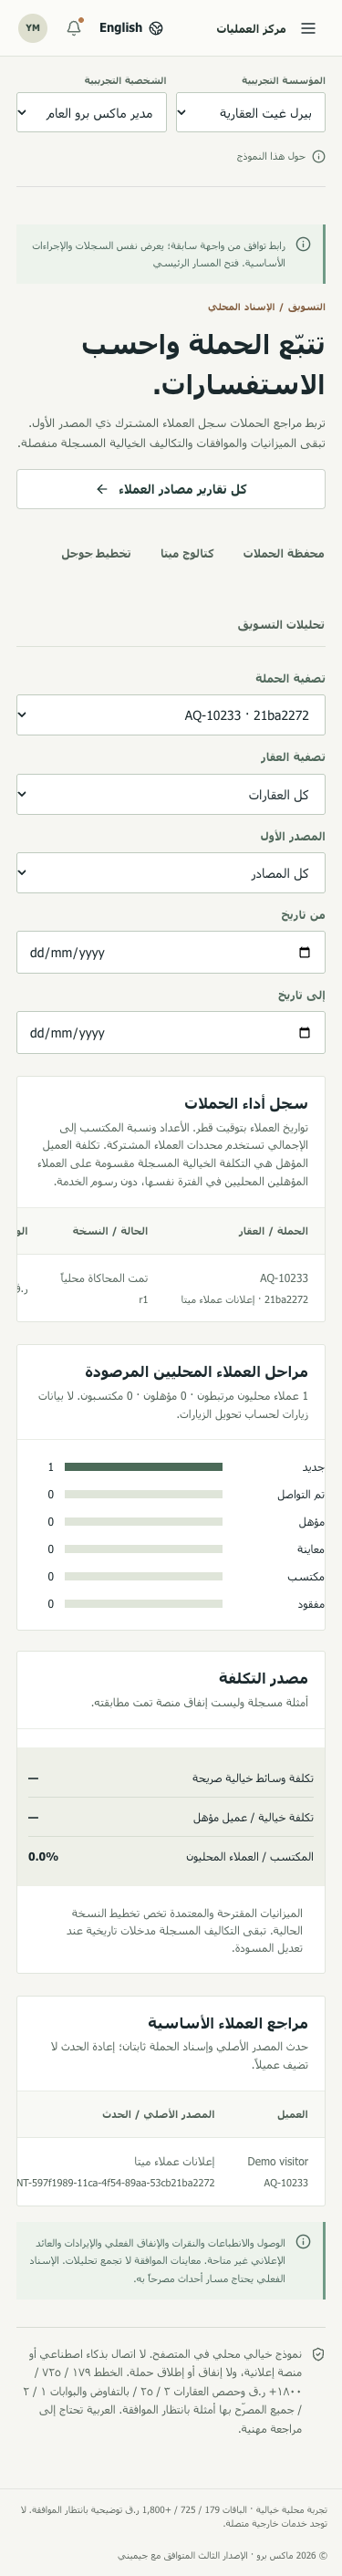 مركز العمليات
English
YM
المؤسسة التجريبية
الشخصية التجريبية
بيرل غيت العقارية
مدير ماكس برو العام
حول هذا النموذج
رابط توافق من واجهة سابقة؛ يعرض نفس السجلات والإجراءات
الأساسية. فتح المسار الرئيسي
التسويق / الإسناد المحلي
تتبّع الحملة واحسب
الاستفسارات.
تربط مراجع الحملات سجل العملاء المشترك ذي المصدر الأول.
تبقى الميزانيات والموافقات والتكاليف الخيالية المسجلة منفصلة.
كل تقارير مصادر العملاء ←
محفظة الحملات
كتالوج ميتا
تخطيط جوجل
تحليلات التسويق
تصفية الحملة
AQ-10233 · 21ba2272
تصفية العقار
كل العقارات
المصدر الأول
كل المصادر
من تاريخ
dd/mm/yyyy
إلى تاريخ
dd/mm/yyyy
سجل أداء الحملات
تواريخ العملاء بتوقيت قطر. الأعداد ونسبة المكتسب إلى
الإجمالي تستخدم محددات العملاء المشتركة. تكلفة العميل
المؤهل هي التكلفة الخيالية المسجلة مقسومة على العملاء
المؤهلين المحليين في الفترة نفسها، دون رسوم الخدمة.
الحملة / العقار
الحالة / النسخة
الو
AQ-10233
تمت المحاكاة محلياً
ر.ق
21ba2272 · إعلانات عملاء ميتا
r1
مراحل العملاء المحليين المرصودة
1 عملاء محليون مرتبطون · 0 مؤهلون · 0 مكتسبون. لا بيانات
زيارات لحساب تحويل الزيارات.
جديد 1
تم التواصل 0
مؤهل 0
معاينة 0
مكتسب 0
مفقود 0
مصدر التكلفة
أمثلة مسجلة وليست إنفاق منصة تمت مطابقته.
تكلفة وسائط خيالية صريحة —
تكلفة خيالية / عميل مؤهل —
المكتسب / العملاء المحليون 0.0%
الميزانيات المقترحة والمعتمدة تخص تخطيط النسخة
الحالية. تبقى التكاليف المسجلة مدخلات تاريخية عند
تعديل المسودة.
مراجع العملاء الأساسية
حدث المصدر الأصلي وإسناد الحملة ثابتان؛ إعادة الحدث لا
تضيف عميلاً.
العميل
المصدر الأصلي / الحدث
Demo visitor
إعلانات عملاء ميتا
AQ-10233
NT-597f1989-11ca-4f54-89aa-53cb21ba2272
الوصول والانطباعات والنقرات والإنفاق الفعلي والإيرادات والعائد
الإعلاني غير متاحة. معاينات الموافقة لا تجمع تحليلات. الإسناد
الفعلي يحتاج مسار أحداث مصرحاً به.
نموذج خيالي محلي في المتصفح. لا اتصال بذكاء اصطناعي أو
منصة إعلانية، ولا إنفاق أو إطلاق حملة. الخطط ١٧٩ / ٧٢٥ /
١٨٠٠+ ر.ق وحصص العقارات ٣ / ٢٥ / بالتفاوض والبوابات ١ / ٢
/ جميع المصرّح بها أمثلة بانتظار الموافقة. العربية تحتاج إلى
مراجعة مهنية.
تجربة محلية خيالية · الباقات 179 / 725 / +1,800 ر.ق توضيحية بانتظار الموافقة. لا
توجد خدمات خارجية متصلة.
© 2026 ماكس برو · الإصدار الثالث المتوافق مع جيميني